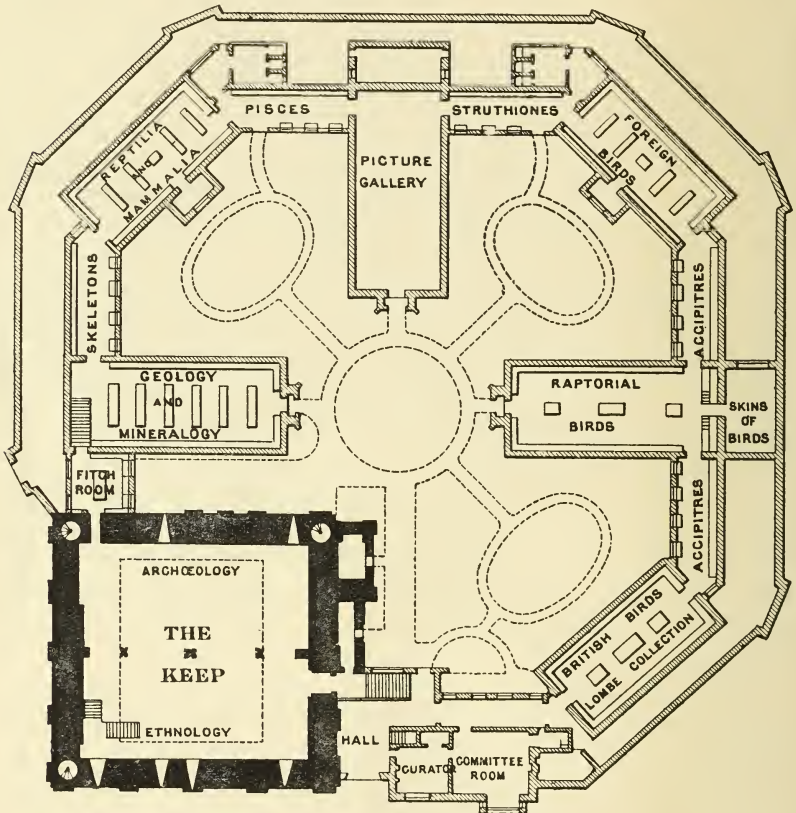 PISCES
STRUTHIONES
REPTILIA
AND
MAMMALIA
PICTURE
GALLERY
FOREIGN
BIRDS
SKELETONS
ACCIPITRES
GEOLOGY
AND
MINERALOGY
RAPTORIAL
BIRDS
SKINS
OF
BIRDS
FITCH
ROOM
ACCIPITRES
ARCHŒOLOGY
THE
KEEP
ETHNOLOGY
BRITISH BIRDS
LOMBE COLLECTION
HALL
CURATOR
COMMITTEE
ROOM